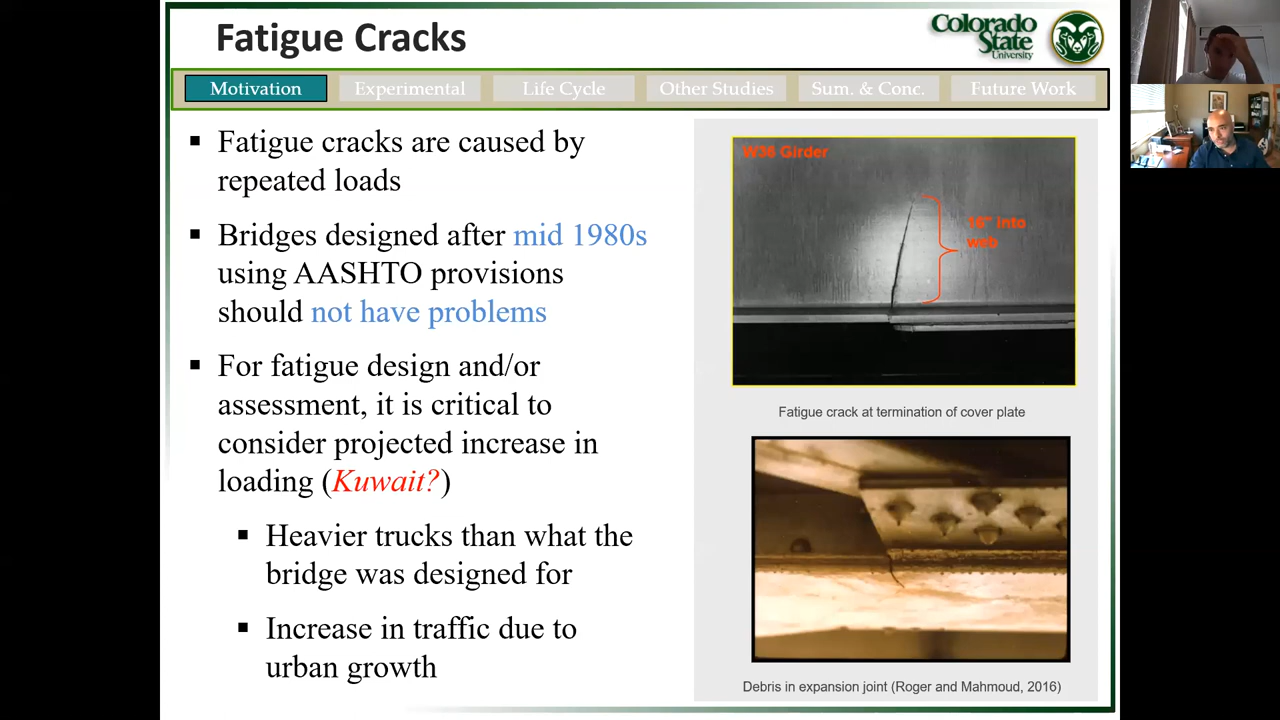 Fatigue Cracks
Colorado
State
University
Motivation
Experimental
Life Cycle
Other Studies
Sum. & Conc.
Future Work
Fatigue cracks are caused by
repeated loads
Bridges designed after mid 1980s
using AASHTO provisions
should not have problems
For fatigue design and/or
assessment, it is critical to
consider projected increase in
loading (Kuwait?)
Heavier trucks than what the
bridge was designed for
Increase in traffic due to
urban growth
W36 Girder
16" into
web
Fatigue crack at termination of cover plate
Debris in expansion joint (Roger and Mahmoud, 2016)